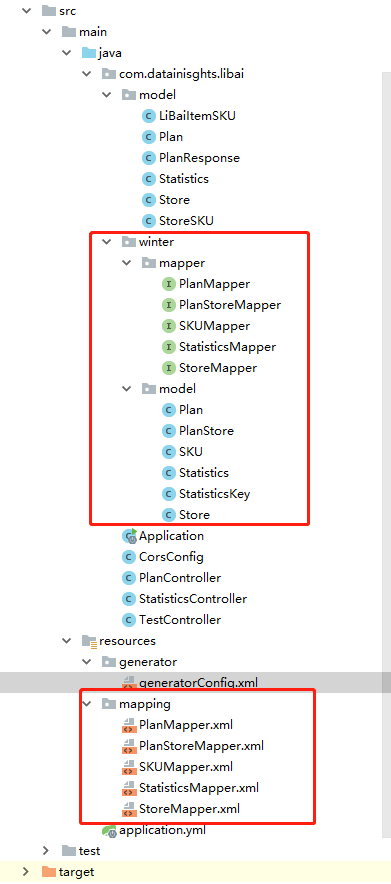 src
main
java
com.datainisghts.libai
model
LiBaiItemSKU
Plan
PlanResponse
Statistics
Store
StoreSKU
winter
mapper
PlanMapper
PlanStoreMapper
SKUMapper
StatisticsMapper
StoreMapper
model
Plan
PlanStore
SKU
Statistics
StatisticsKey
Store
Application
CorsConfig
PlanController
StatisticsController
TestController
resources
generator
generatorConfig.xml
mapping
PlanMapper.xml
PlanStoreMapper.xml
SKUMapper.xml
StatisticsMapper.xml
StoreMapper.xml
application.yml
test
target